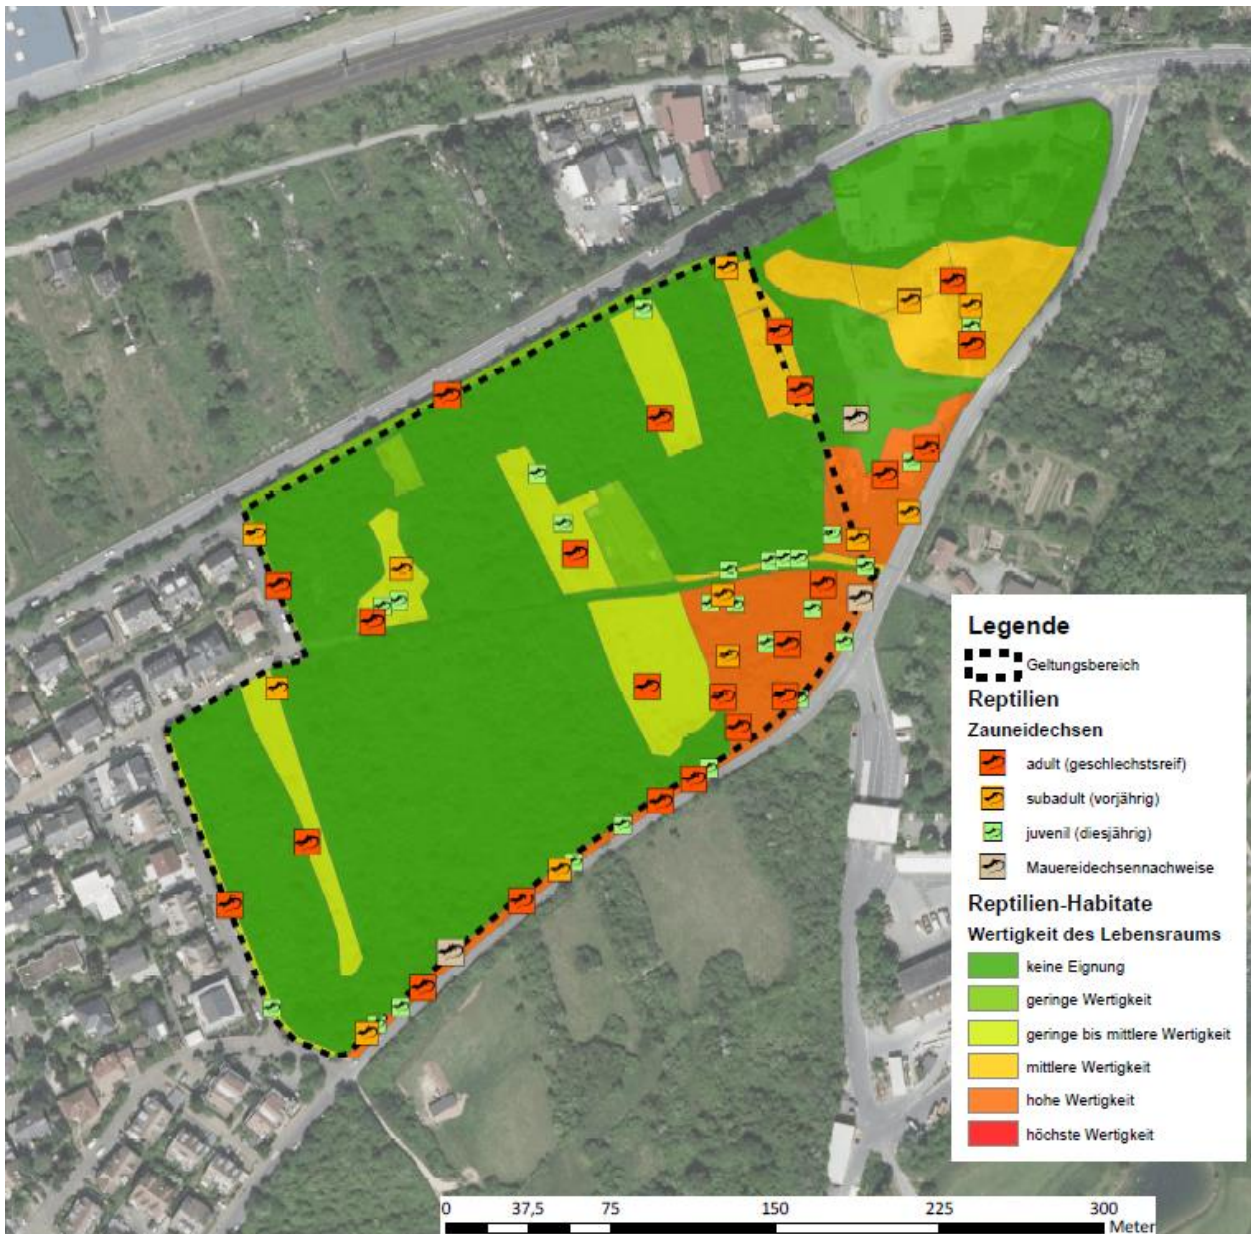 Legende
Geltungsbereich
Reptilien
Zauneidechsen
adult (geschlechstsreif)
subadult (vorjährig)
juvenil (diesjährig)
Mauereidechsennachweise
Reptilien-Habitate
Wertigkeit des Lebensraums
keine Eignung
geringe Wertigkeit
geringe bis mittlere Wertigkeit
mittlere Wertigkeit
hohe Wertigkeit
höchste Wertigkeit
0 37,5 75 150 225 300
Meter